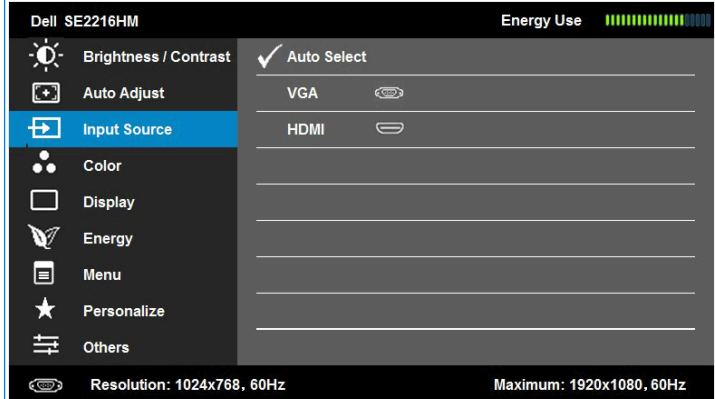 Dell SE2216HM Energy Use
Brightness / Contrast Auto Select
Auto Adjust VGA
Input Source HDMI
Color
Display
Energy
Menu
Personalize
Others
Resolution: 1024x768, 60Hz Maximum: 1920x1080, 60Hz